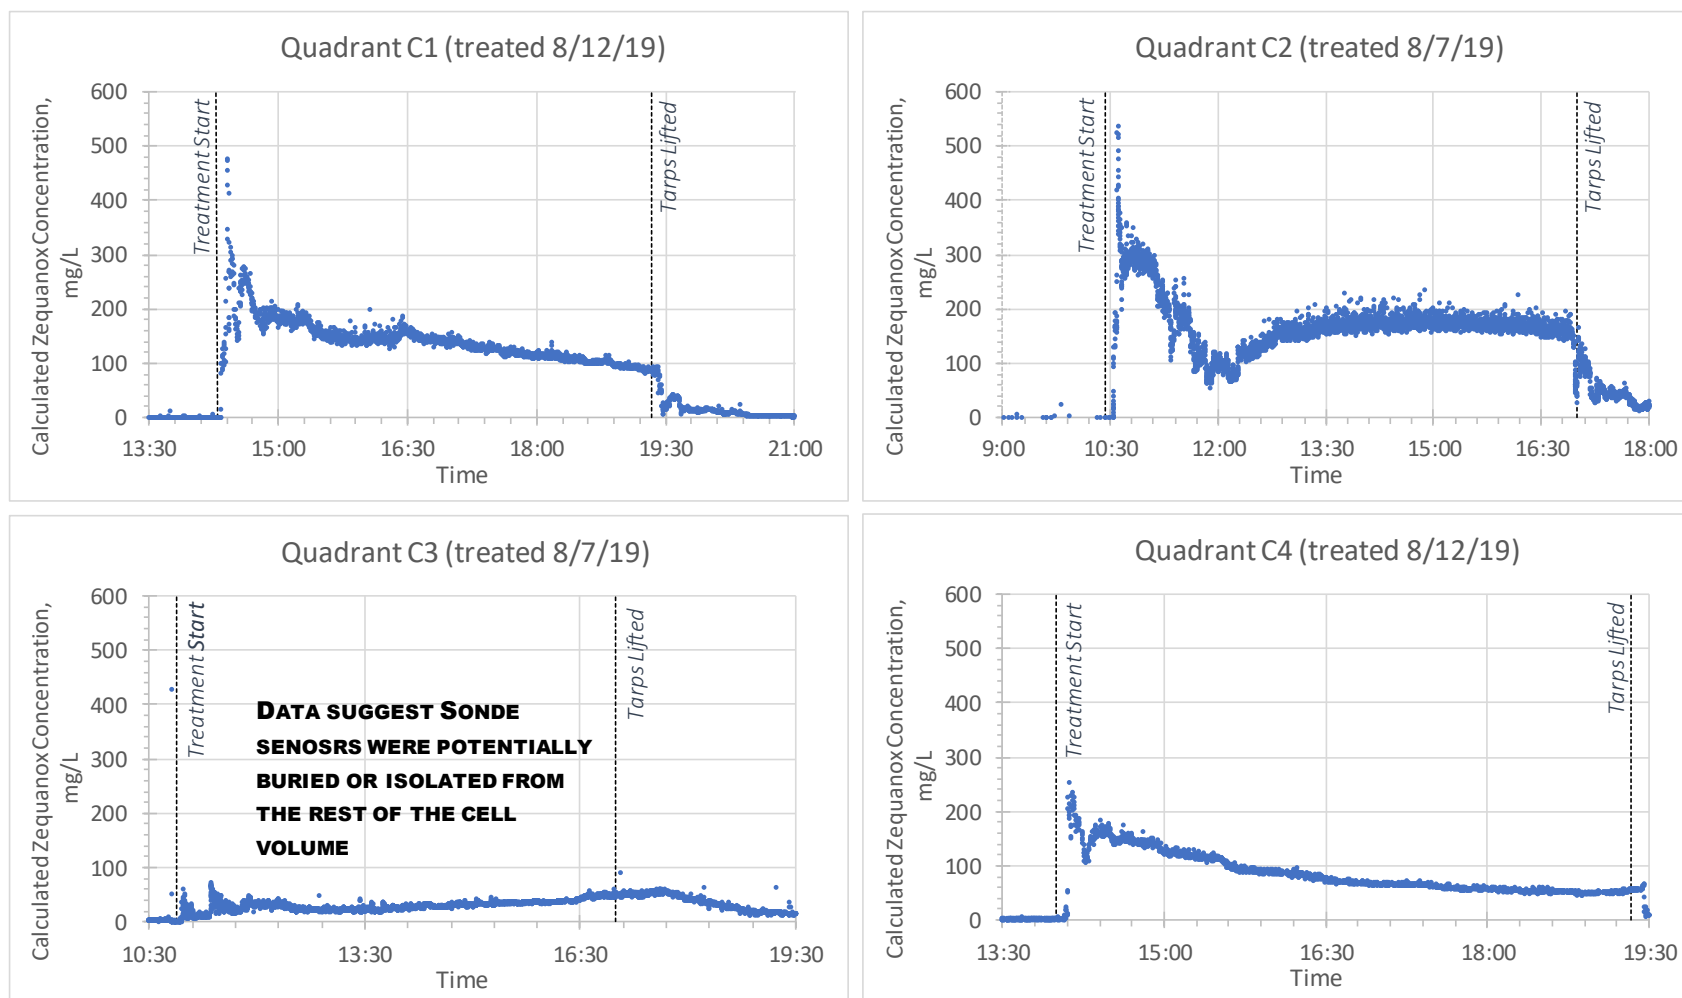 Quadrant C1 (treated 8/12/19)
Calculated Zequanox Concentration,
mg/L
600
500
400
300
200
100
0
Treatment Start
Tarps Lifted
13:30 15:00 16:30 18:00 19:30 21:00
Time
Quadrant C2 (treated 8/7/19)
Calculated Zequanox Concentration,
mg/L
600
500
400
300
200
100
0
Treatment Start
Tarps Lifted
9:00 10:30 12:00 13:30 15:00 16:30 18:00
Time
Quadrant C3 (treated 8/7/19)
Calculated Zequanox Concentration,
mg/L
600
500
400
300
200
100
0
Treatment Start
DATA SUGGEST SONDE
SENOSRS WERE POTENTIALLY
BURIED OR ISOLATED FROM
THE REST OF THE CELL
VOLUME
Tarps Lifted
10:30 13:30 16:30 19:30
Time
Quadrant C4 (treated 8/12/19)
Calculated Zequanox Concentration,
mg/L
600
500
400
300
200
100
0
Treatment Start
Tarps Lifted
13:30 15:00 16:30 18:00 19:30
Time